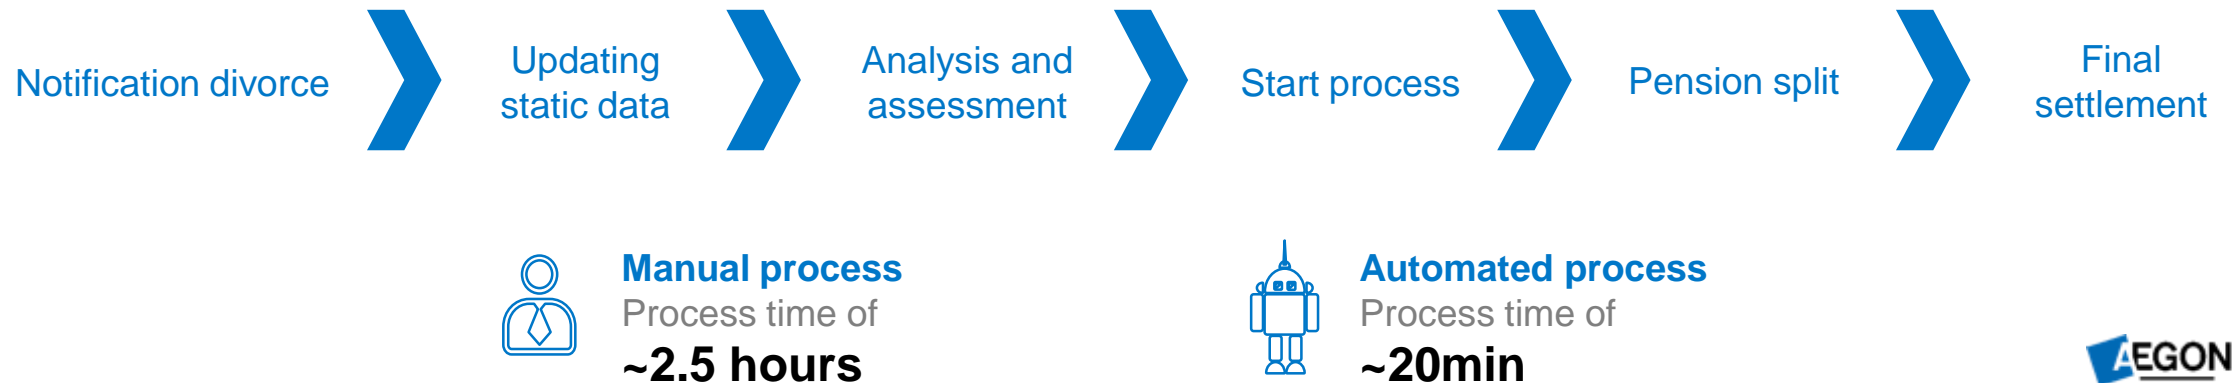 Notification divorce
Updating
static data
Analysis and
assessment
Start process
Pension split
Final
settlement
Manual process
Process time of
~2.5 hours
Automated process
Process time of
~20min
AEGON